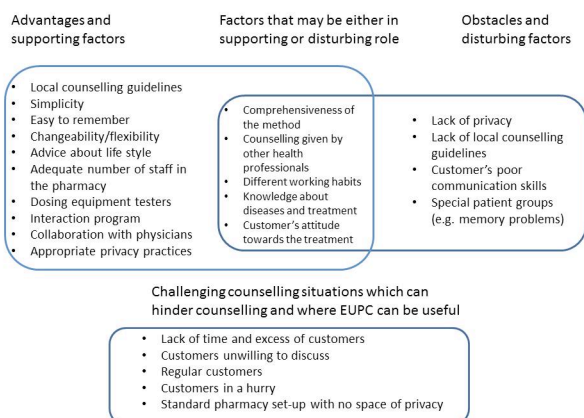 Advantages and
supporting factors
Factors that may be either in
supporting or disturbing role
Obstacles and
disturbing factors
• Local counselling guidelines
• Simplicity
• Easy to remember
• Changeability/flexibility
• Advice about life style
• Adequate number of staff in
the pharmacy
• Dosing equipment testers
• Interaction program
• Collaboration with physicians
• Appropriate privacy practices
• Comprehensiveness of
the method
• Counselling given by
other health
professionals
• Different working habits
• Knowledge about
diseases and treatment
• Customer's attitude
towards the treatment
• Lack of privacy
• Lack of local counselling
guidelines
• Customer's poor
communication skills
• Special patient groups
(e.g. memory problems)
Challenging counselling situations which can
hinder counselling and where EUPC can be useful
• Lack of time and excess of customers
• Customers unwilling to discuss
• Regular customers
• Customers in a hurry
• Standard pharmacy set-up with no space of privacy